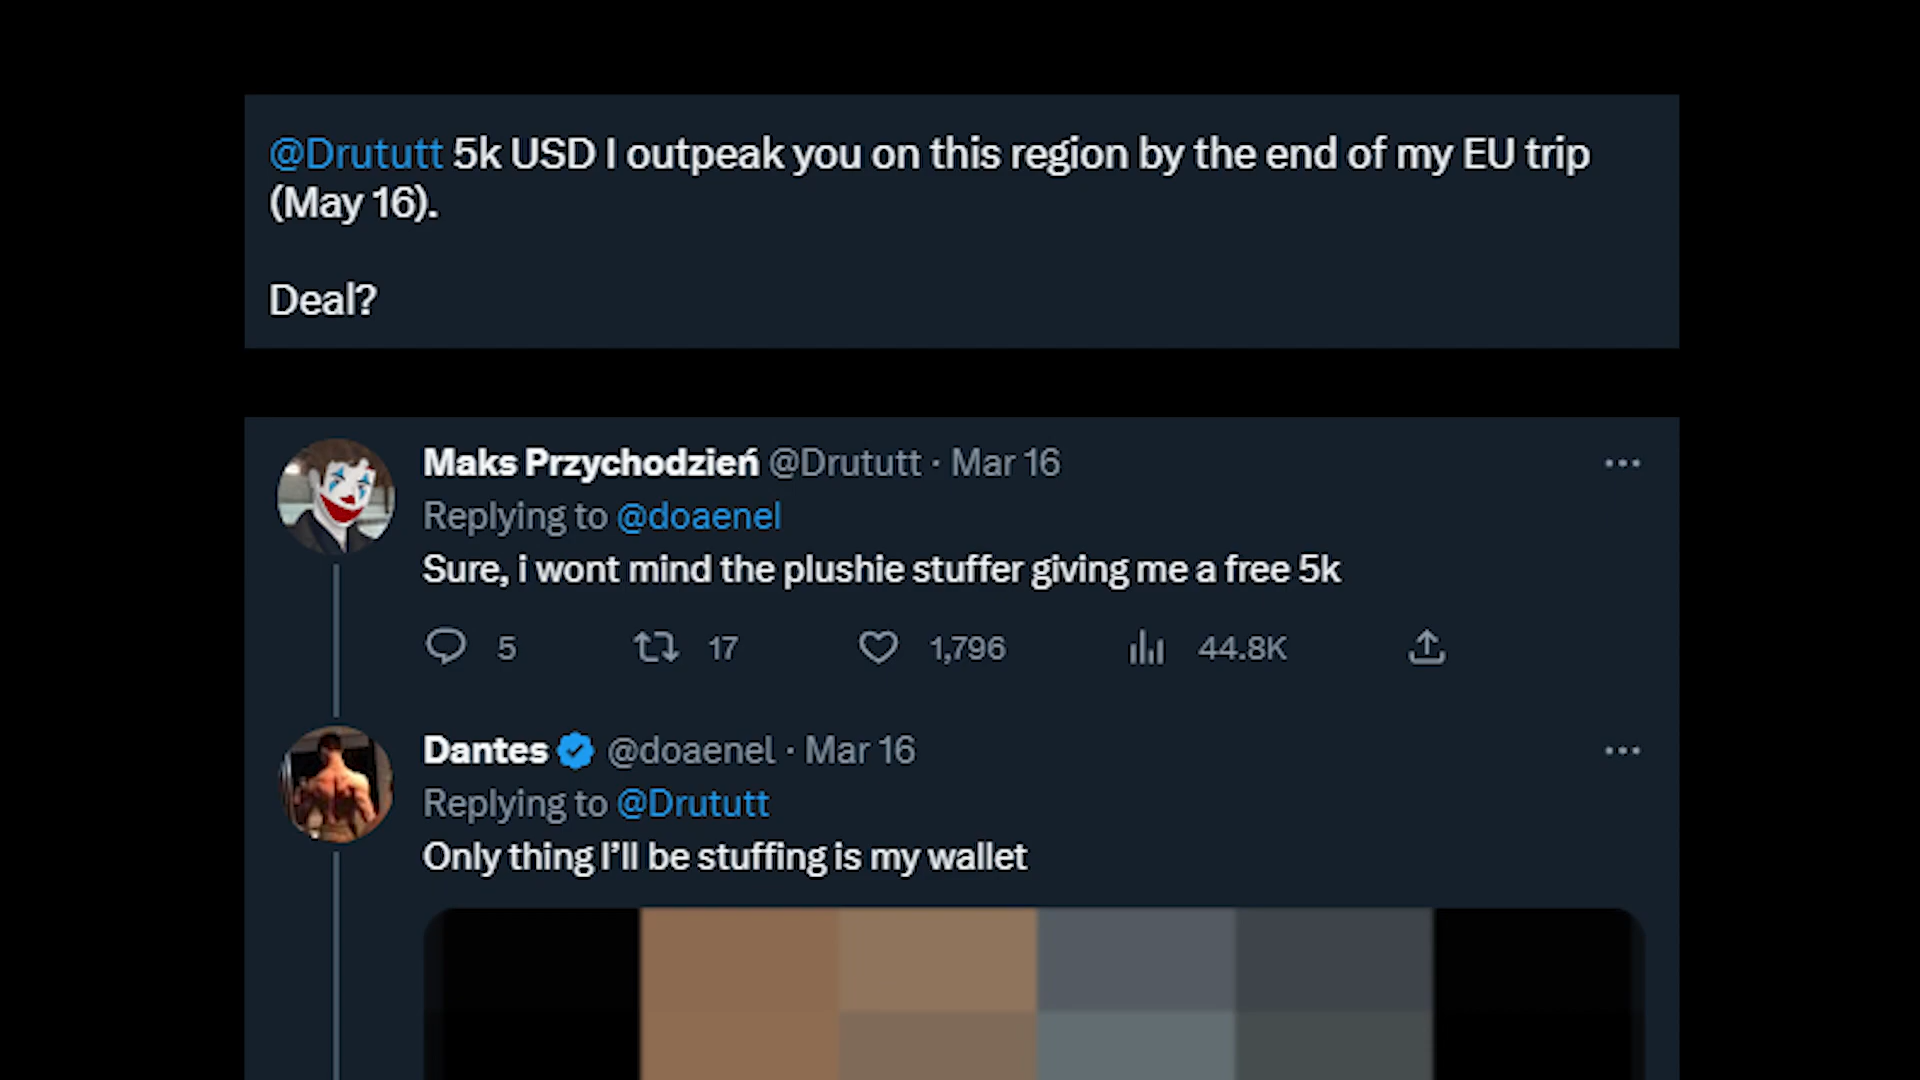 @Drututt 5k USD I outpeak you on this region by the end of my EU trip
(May 16).
Deal?
Maks Przychodzień @Drututt · Mar 16
Replying to @doaenel
Sure, i wont mind the plushie stuffer giving me a free 5k
5 17 1,796 44.8K
Dantes @doaenel · Mar 16
Replying to @Drututt
Only thing I’ll be stuffing is my wallet